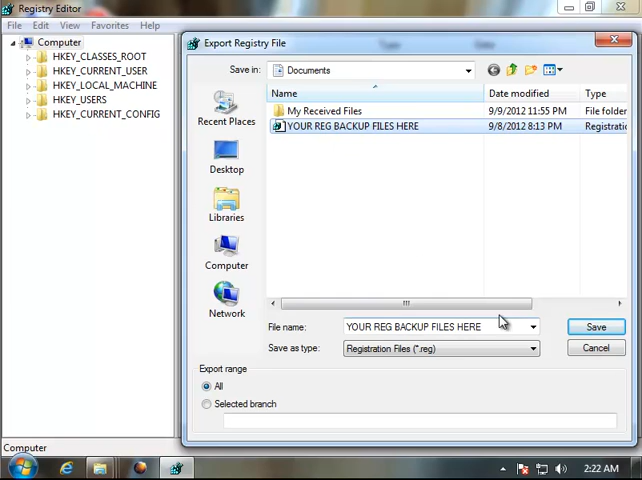 Registry Editor
File Edit View Favorites Help
Computer
HKEY_CLASSES_ROOT
HKEY_CURRENT_USER
HKEY_LOCAL_MACHINE
HKEY_USERS
HKEY_CURRENT_CONFIG
Export Registry File
Save in: Documents
Name Date modified Type
My Received Files 9/9/2012 11:55 PM File folder
YOUR REG BACKUP FILES HERE 9/8/2012 8:13 PM Registratio
Recent Places
Desktop
Libraries
Computer
Network
File name: YOUR REG BACKUP FILES HERE Save
Save as type: Registration Files (*.reg) Cancel
Export range
All
Selected branch
Computer
2:22 AM